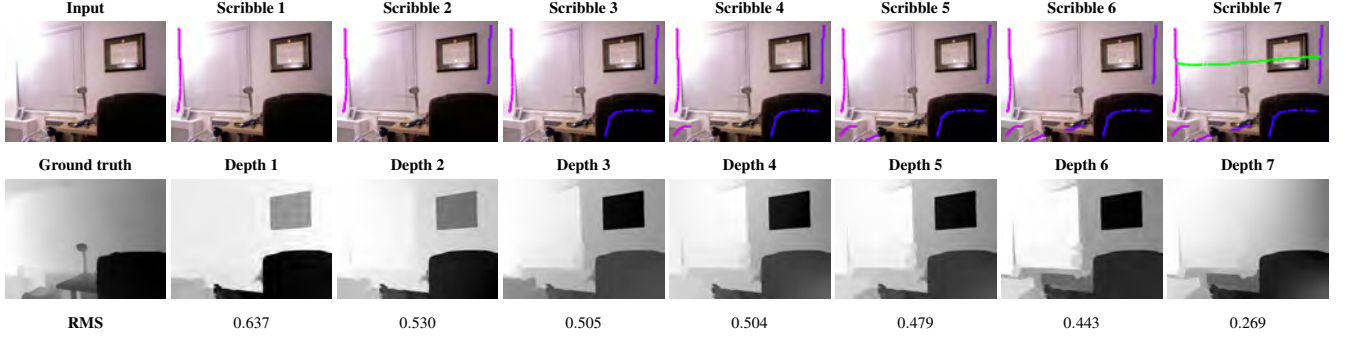 Input Scribble 1 Scribble 2 Scribble 3 Scribble 4 Scribble 5 Scribble 6 Scribble 7
Ground truth Depth 1 Depth 2 Depth 3 Depth 4 Depth 5 Depth 6 Depth 7
RMS 0.637 0.530 0.505 0.504 0.479 0.443 0.269